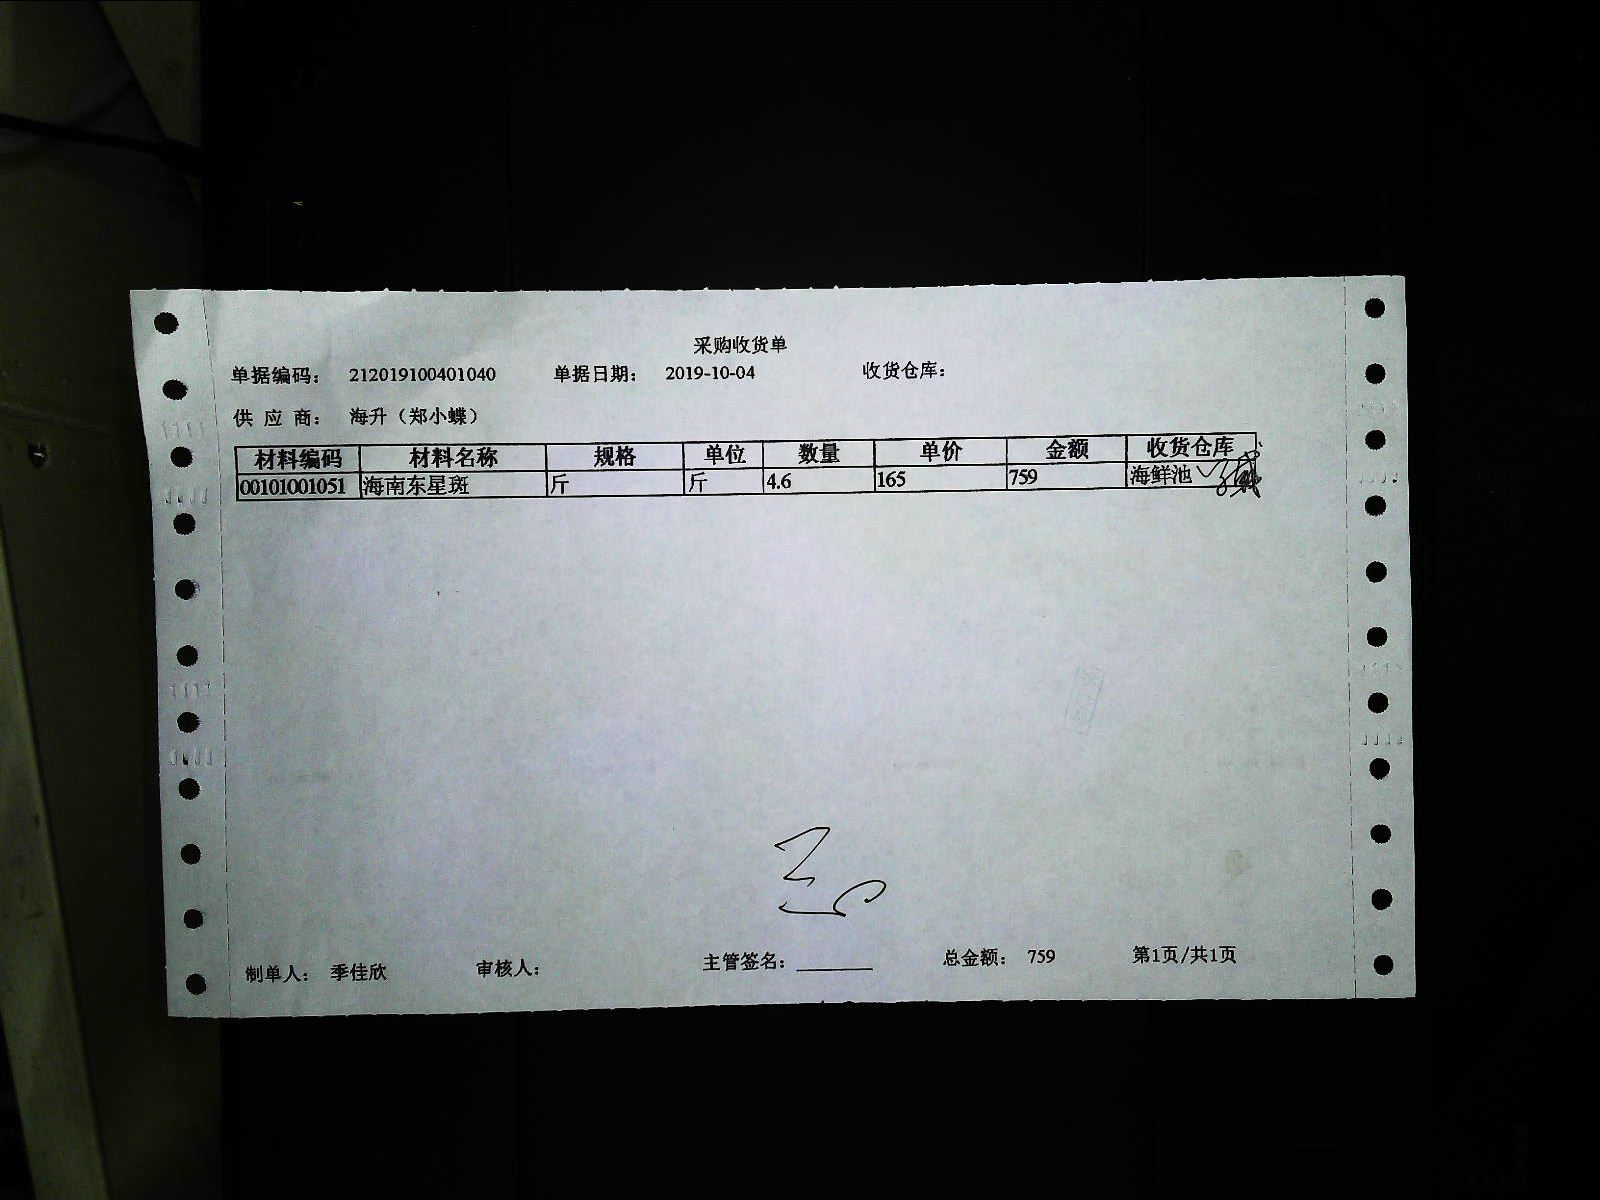 采购收货单
单据编码： 212019100401040 单据日期： 2019-10-04 收货仓库：
供 应 商： 海升（郑小蝶）
材料编码 材料名称 规格 单位 数量 单价 金额 收货仓库
00101001051 海南东星斑 斤 斤 4.6 165 759 海鲜池
制单人： 季佳欣 审核人： 主管签名： 总金额： 759 第1页/共1页